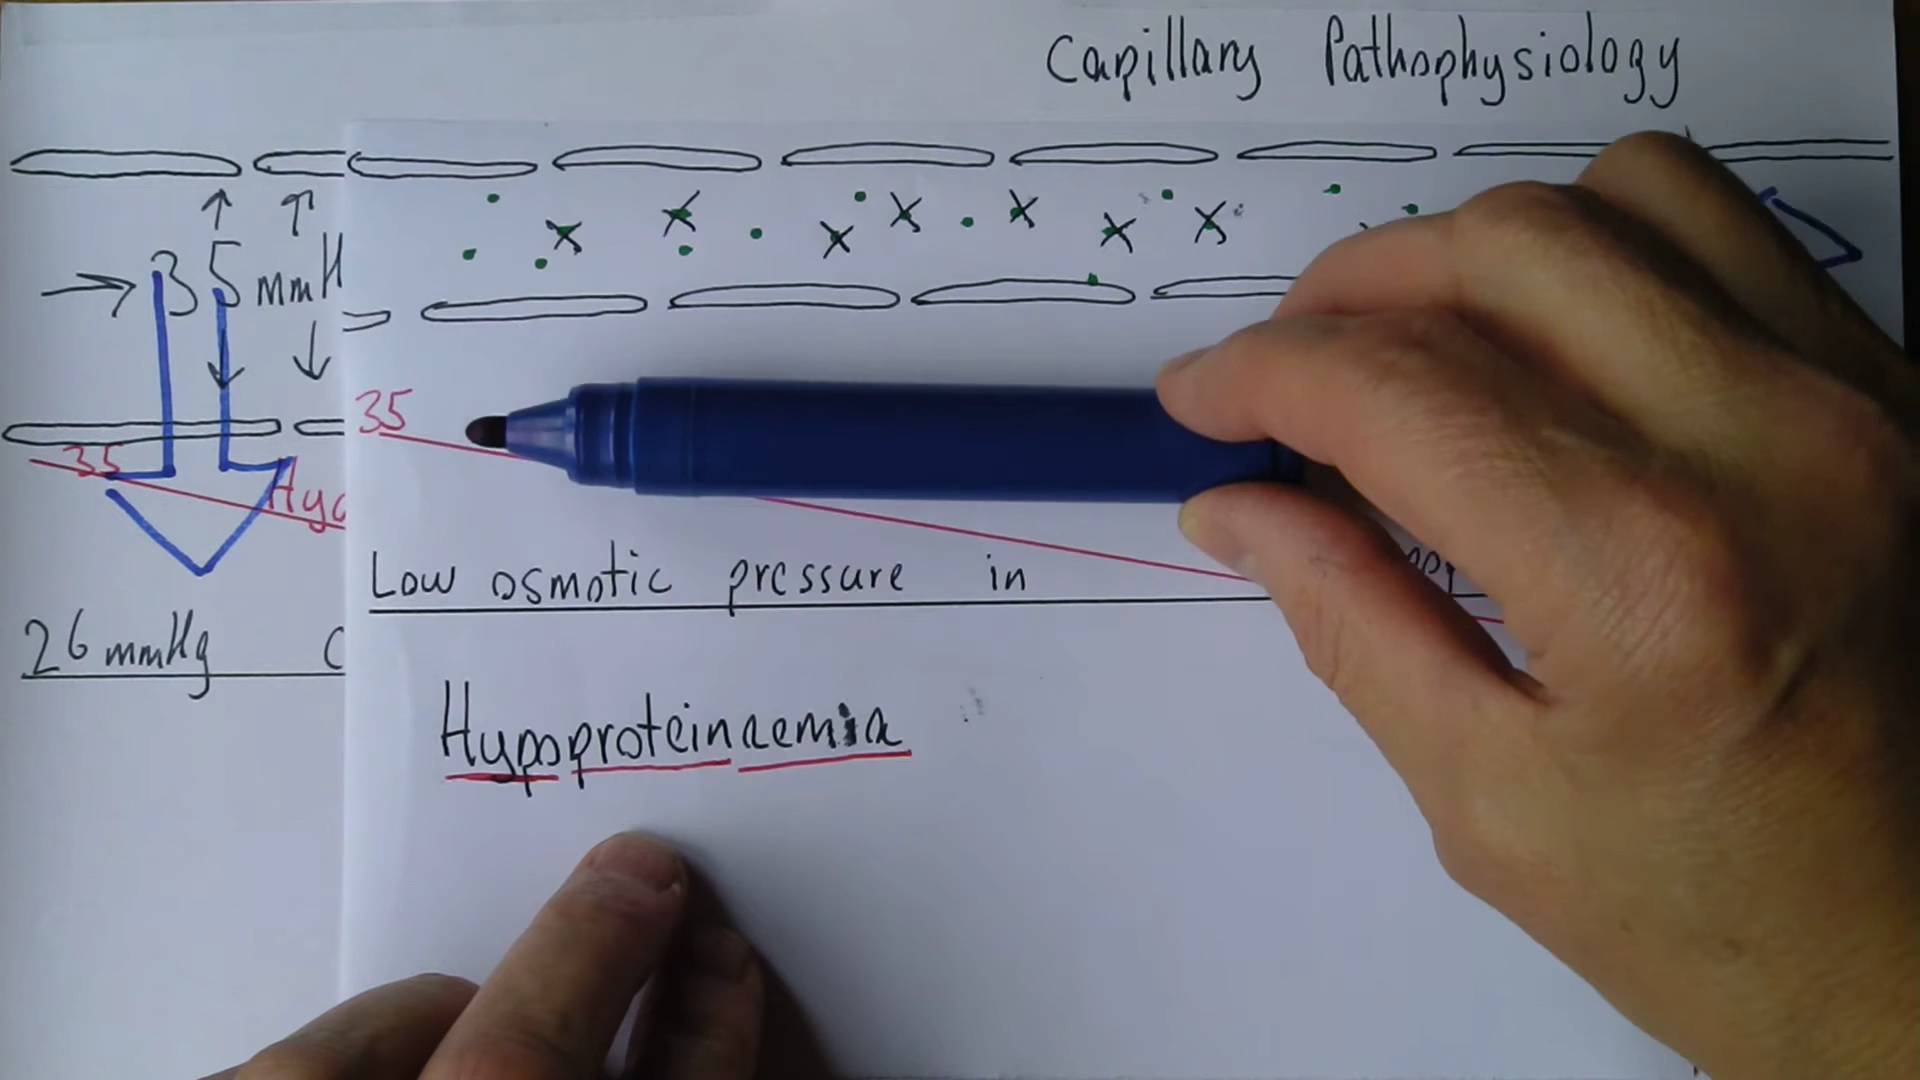 Capillary Pathophysiology
35 mmH
35
35
Hyd
Low osmotic pressure in
26 mmHg C
Hypoproteinaemia